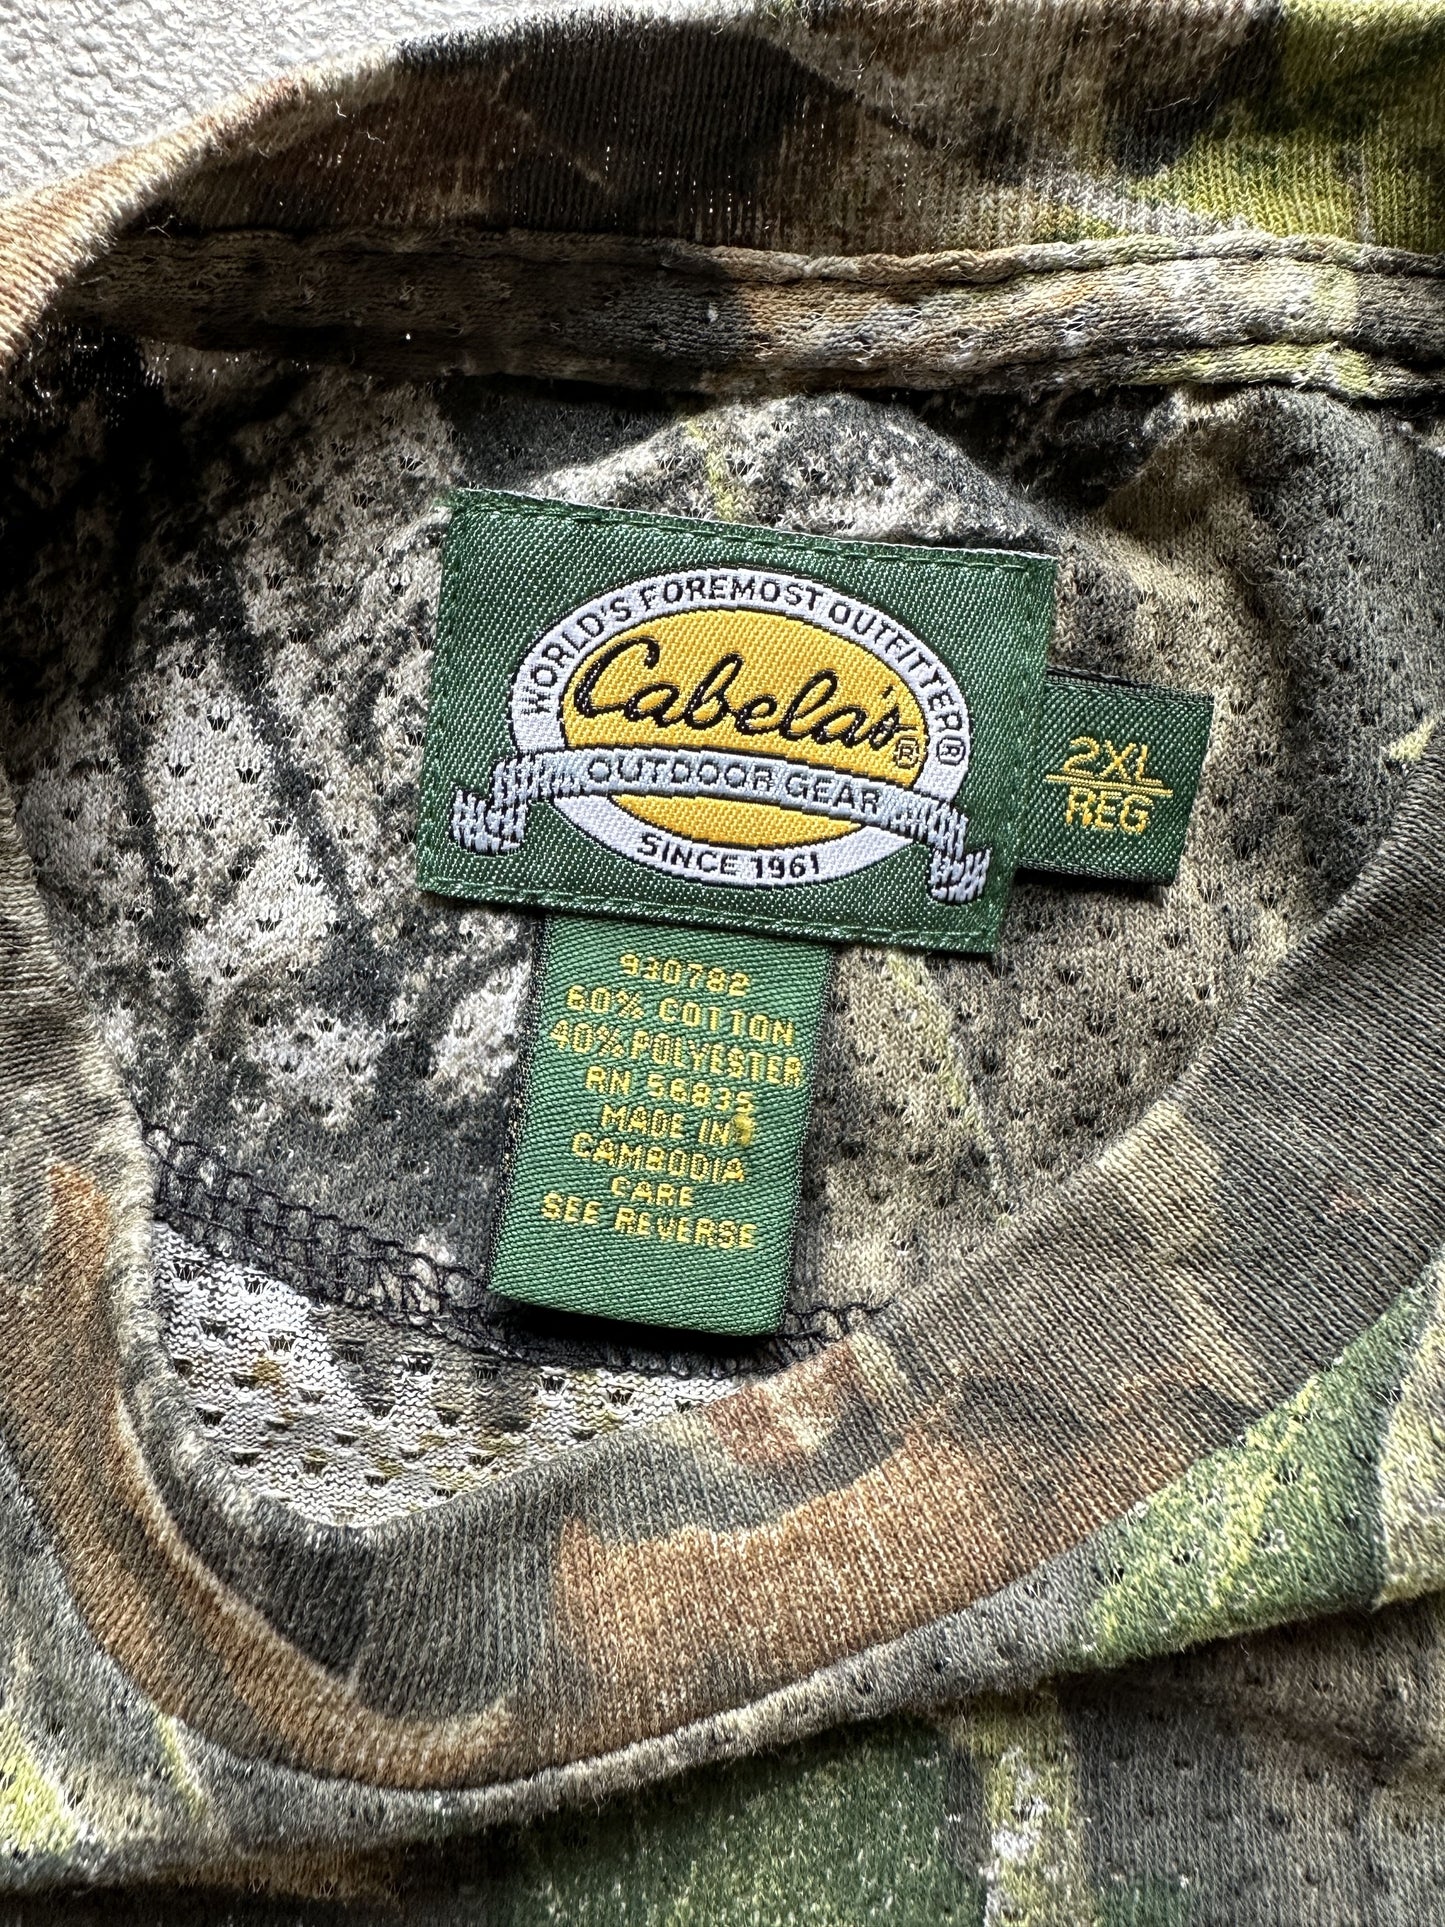 WORLD'S FOREMOST OUTFITTER®
Cabela's®
OUTDOOR GEAR
SINCE 1961
2XL
REG
930782
60% COTTON
40% POLYESTER
RN 56835
MADE IN
CAMBODIA
CARE
SEE REVERSE